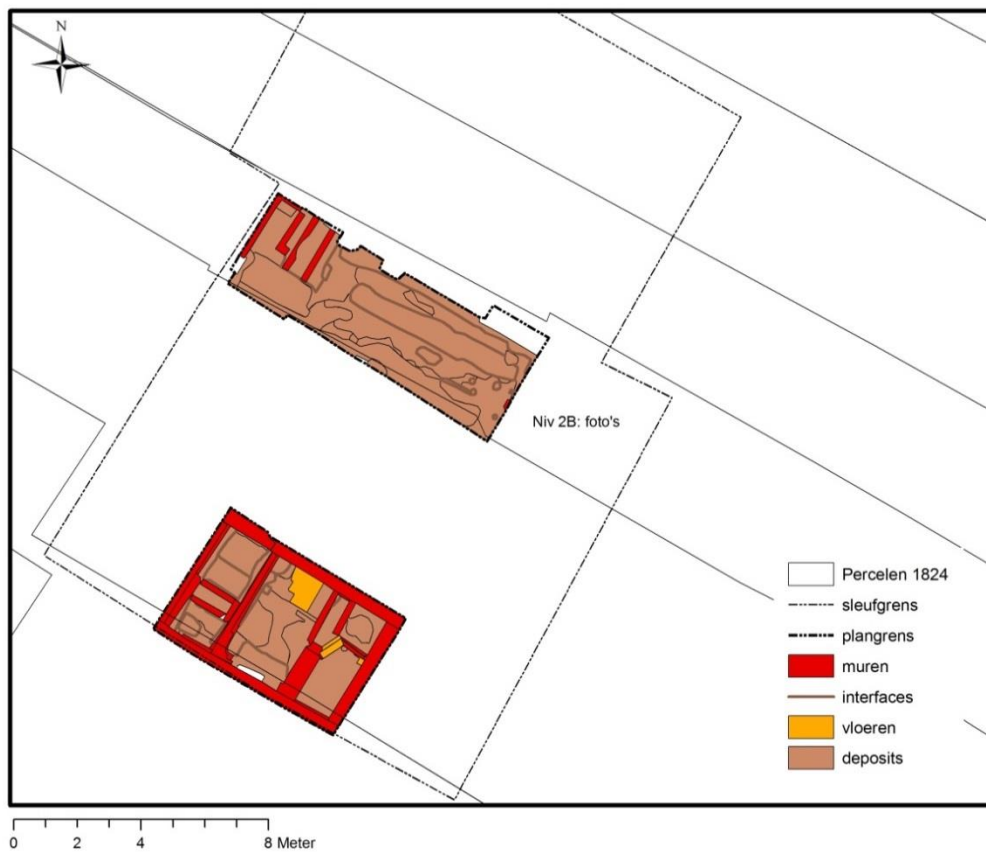 N
Niv 2B: foto's
Percelen 1824
sleufgrens
plangrens
muren
interfaces
vloeren
deposits
0 2 4 8 Meter